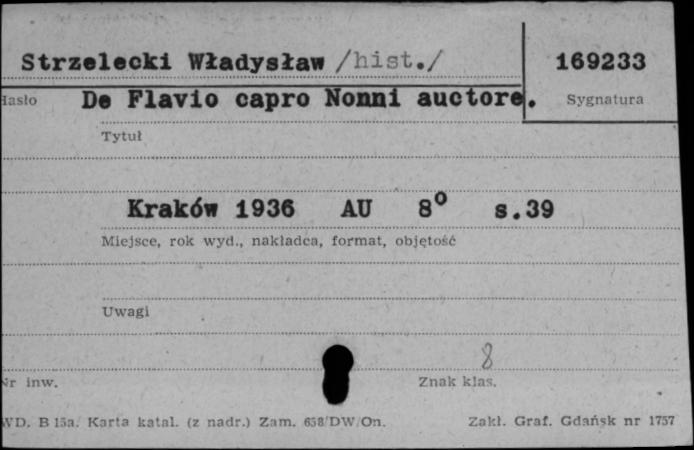 Strzelecki Władysław /hist./ 169233
Hasło De Flavio capro Nonni auctore. Sygnatura
Tytuł
Kraków 1936 AU 8° s.39
Miejsce, rok wyd., nakładca, format, objętość
Uwagi
8
Nr inw. Znak klas.
WD. B 15a. Karta katal. (z nadr.) Zam. 658/DW/On. Zakł. Graf. Gdańsk nr 1757